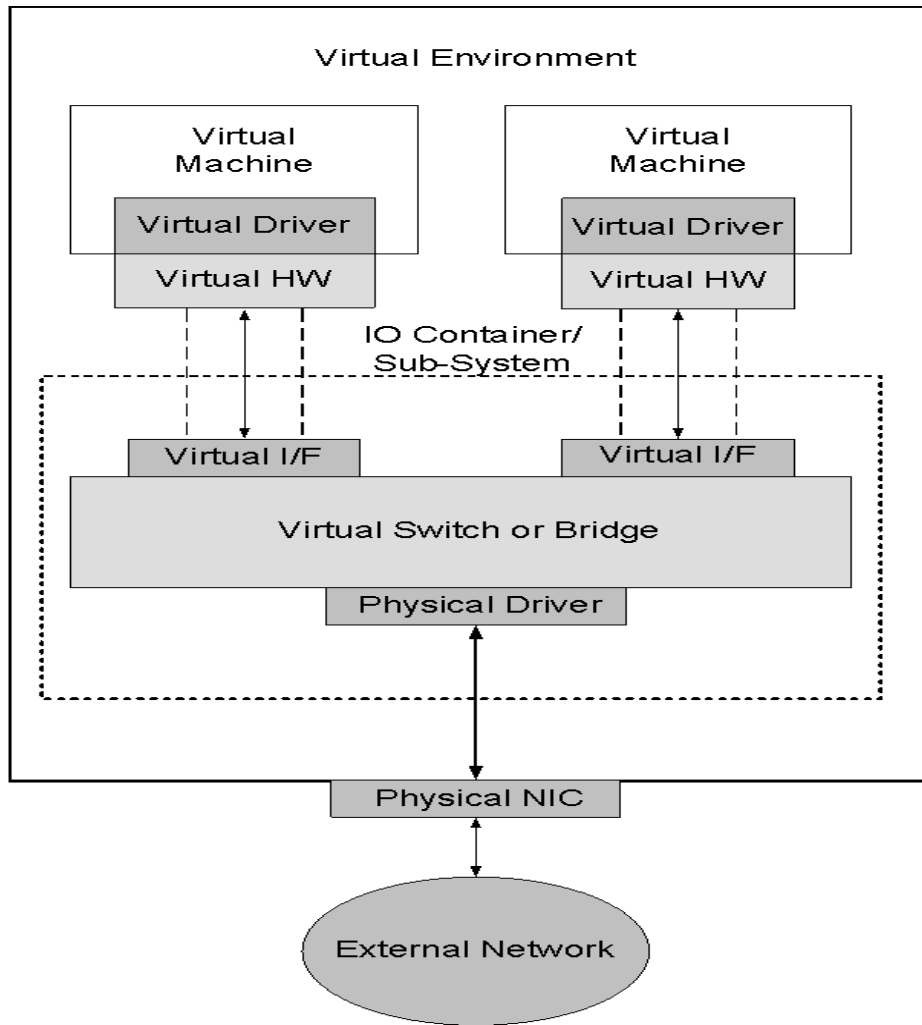 Virtual Environment
Virtual
Machine
Virtual
Machine
Virtual Driver
Virtual Driver
Virtual HW
Virtual HW
IO Container/
Sub-System
Virtual I/F
Virtual I/F
Virtual Switch or Bridge
Physical Driver
Physical NIC
External Network